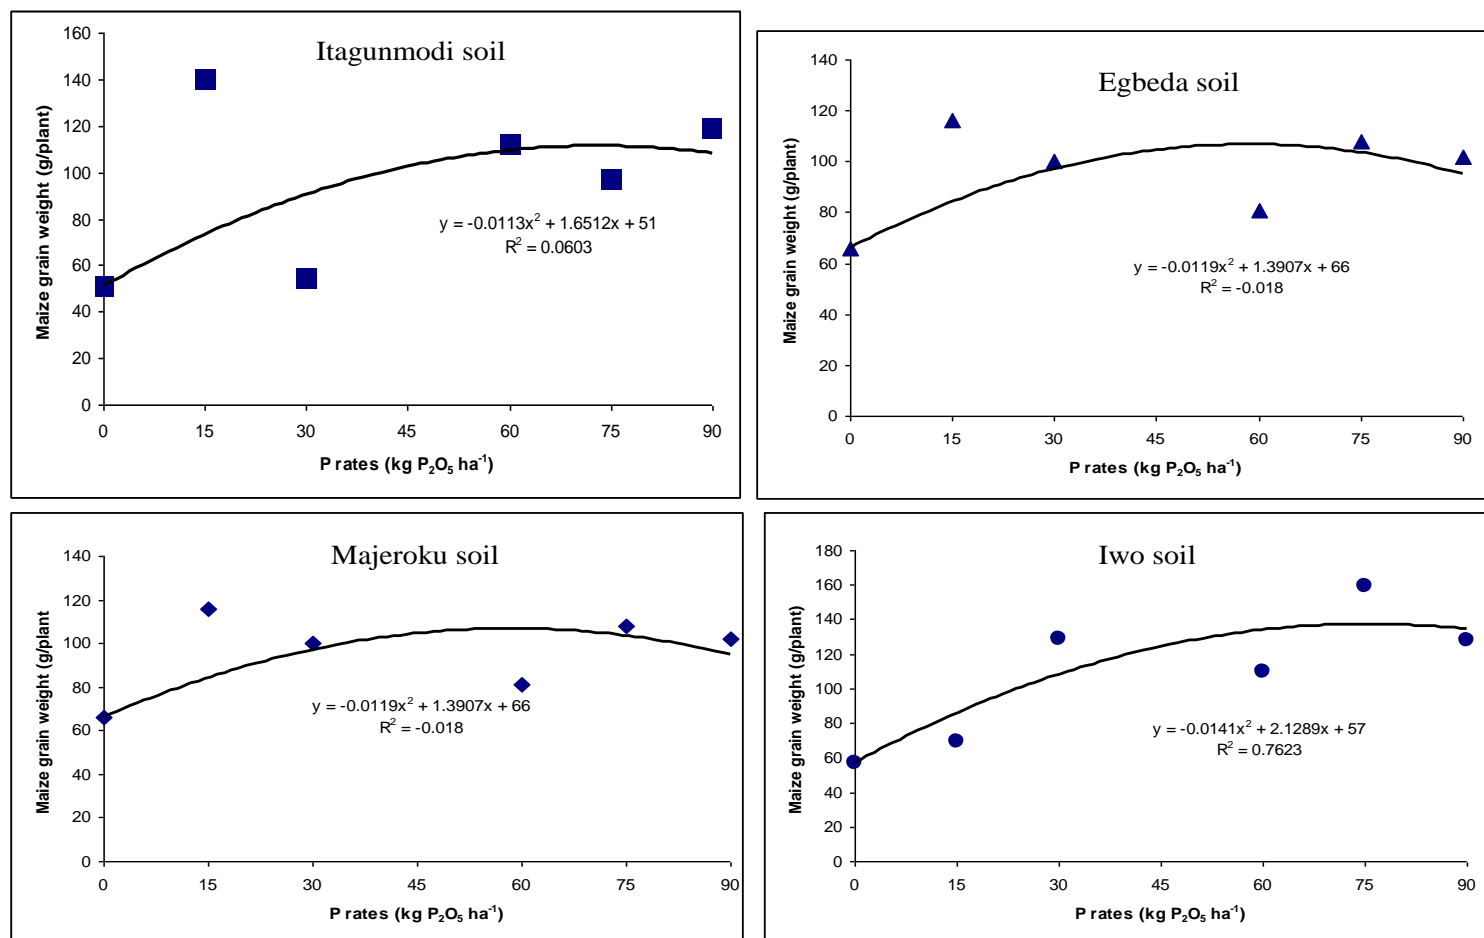 Itagunmodi soil
Maize grain weight (g/plant)
160
140
120
100
80
60
40
20
0
y = -0.0113x² + 1.6512x + 51
R² = 0.0603
0 15 30 45 60 75 90
P rates (kg P₂O₅ ha⁻¹)
Egbeda soil
Maize grain weight (g/plant)
140
120
100
80
60
40
20
0
y = -0.0119x² + 1.3907x + 66
R² = -0.018
0 15 30 45 60 75 90
P rates (kg P₂O₅ ha⁻¹)
Majeroku soil
Maize grain weight (g/plant
140
120
100
80
60
40
20
0
y = -0.0119x² + 1.3907x + 66
R² = -0.018
0 15 30 45 60 75 90
P rates (kg P₂O₅ ha⁻¹)
Iwo soil
Maize grain weight (g/plant)
180
160
140
120
100
80
60
40
20
0
y = -0.0141x² + 2.1289x + 57
R² = 0.7623
0 15 30 45 60 75 90
P rates (kg P₂O₅ ha⁻¹)